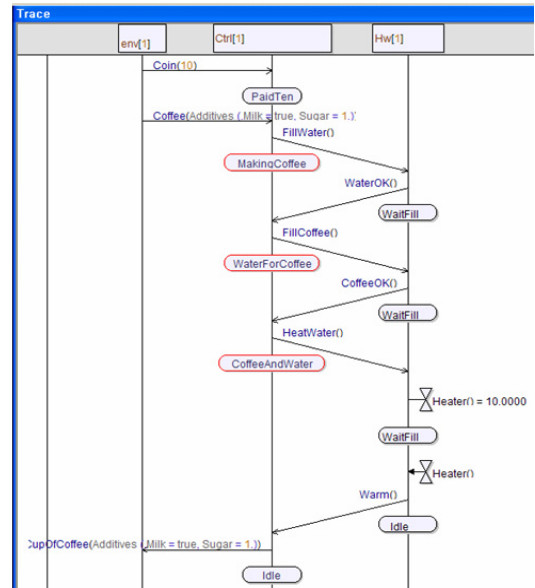 Trace
env[1]
Ctrl[1]
Hw[1]
Coin(10)
PaidTen
Coffee(Additives (.Milk = true, Sugar = 1.)
FillWater()
MakingCoffee
WaterOK()
WaitFill
FillCoffee()
WaterForCoffee
CoffeeOK()
WaitFill
HeatWater()
CoffeeAndWater
Heater() = 10.0000
WaitFill
Heater()
Warm()
Idle
CupOfCoffee(Additives (.Milk = true, Sugar = 1.))
Idle